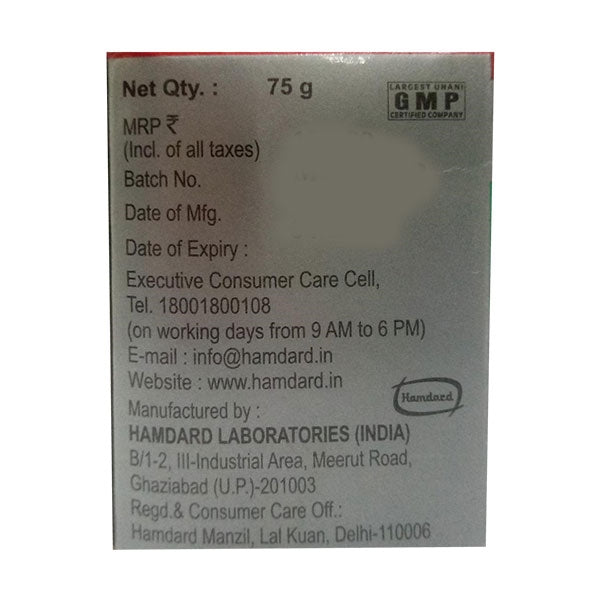 Net Qty. : 75 g
LARGEST UNANI
GMP
CERTIFIED COMPANY
MRP ₹
(Incl. of all taxes)
Batch No.
Date of Mfg.
Date of Expiry :
Executive Consumer Care Cell,
Tel. 18001800108
(on working days from 9 AM to 6 PM)
E-mail : info@hamdard.in
Website : www.hamdard.in
Hamdard
Manufactured by :
HAMDARD LABORATORIES (INDIA)
B/1-2, III-Industrial Area, Meerut Road,
Ghaziabad (U.P.)-201003
Regd.& Consumer Care Off.:
Hamdard Manzil, Lal Kuan, Delhi-110006